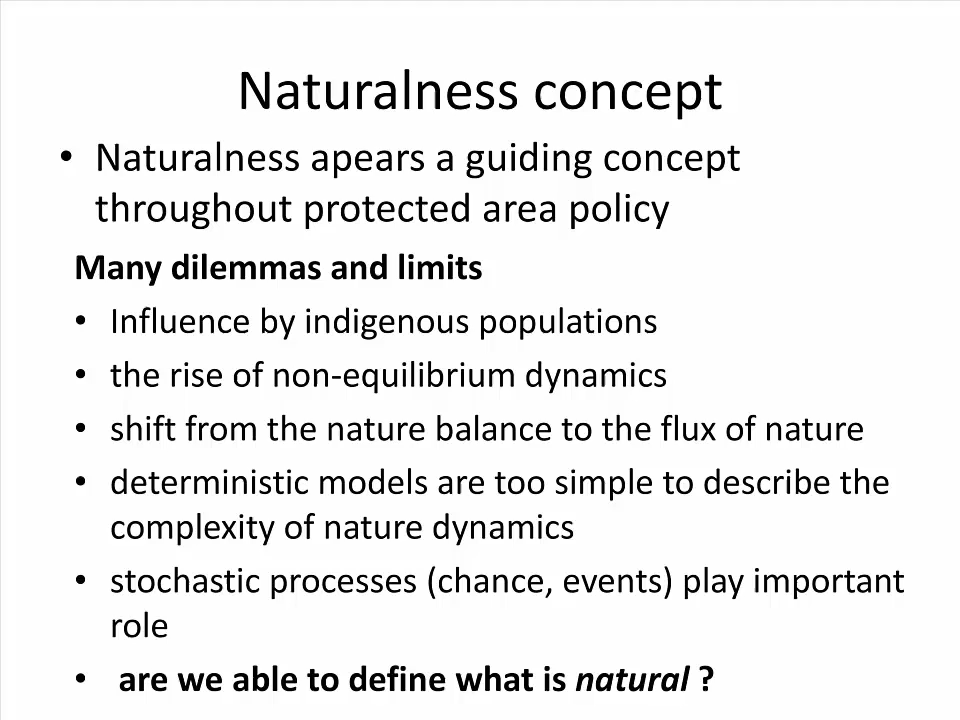 Naturalness concept
• Naturalness apears a guiding concept
throughout protected area policy
Many dilemmas and limits
• Influence by indigenous populations
• the rise of non-equilibrium dynamics
• shift from the nature balance to the flux of nature
• deterministic models are too simple to describe the
complexity of nature dynamics
• stochastic processes (chance, events) play important
role
• are we able to define what is natural ?